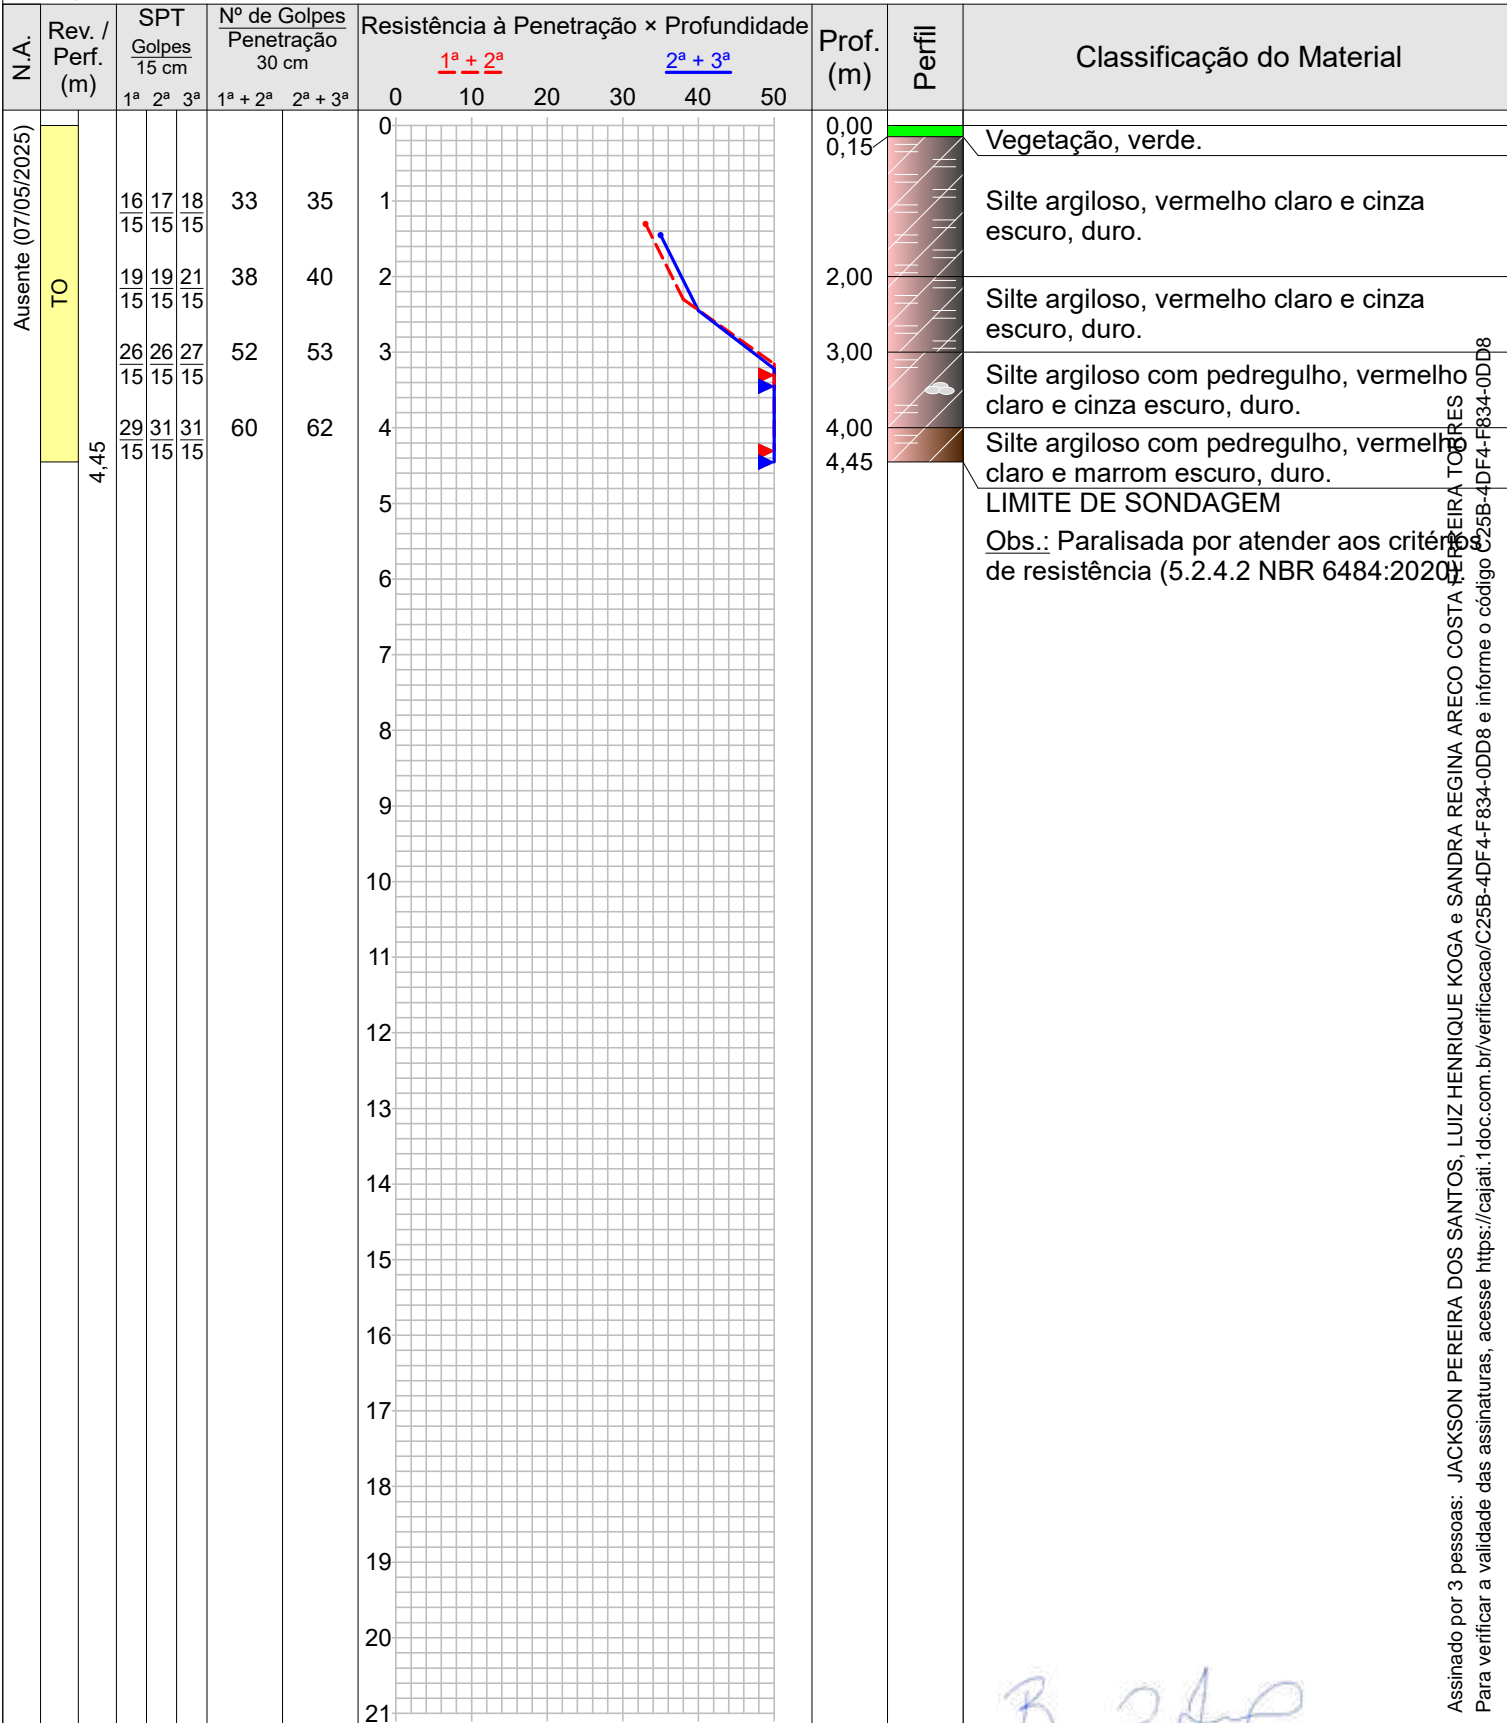 N.A.
Rev. / Perf. (m)
SPT
Golpes
15 cm
1ª 2ª 3ª
Nº de Golpes
Penetração
30 cm
1ª + 2ª 2ª + 3ª
Resistência à Penetração × Profundidade
1ª + 2ª 2ª + 3ª
0 10 20 30 40 50
Prof. (m)
Perfil
Classificação do Material
Ausente (07/05/2025)
TO
4,45
16 17 18 33 35
15 15 15
19 19 21 38 40
15 15 15
26 26 27 52 53
15 15 15
29 31 31 60 62
15 15 15
0
1
2
3
4
5
6
7
8
9
10
11
12
13
14
15
16
17
18
19
20
21
0,00
0,15
2,00
3,00
4,00
4,45
Vegetação, verde.
Silte argiloso, vermelho claro e cinza
escuro, duro.
Silte argiloso, vermelho claro e cinza
escuro, duro.
Silte argiloso com pedregulho, vermelho
claro e cinza escuro, duro.
Silte argiloso com pedregulho, vermelho
claro e marrom escuro, duro.
LIMITE DE SONDAGEM
Obs.: Paralisada por atender aos critérios
de resistência (5.2.4.2 NBR 6484:2020).
Assinado por 3 pessoas: JACKSON PEREIRA DOS SANTOS, LUIZ HENRIQUE KOGA e SANDRA REGINA ARECO COSTA FERREIRA TORRES
Para verificar a validade das assinaturas, acesse https://cajati.1doc.com.br/verificacao/C25B-4DF4-F834-0DD8 e informe o código C25B-4DF4-F834-0DD8